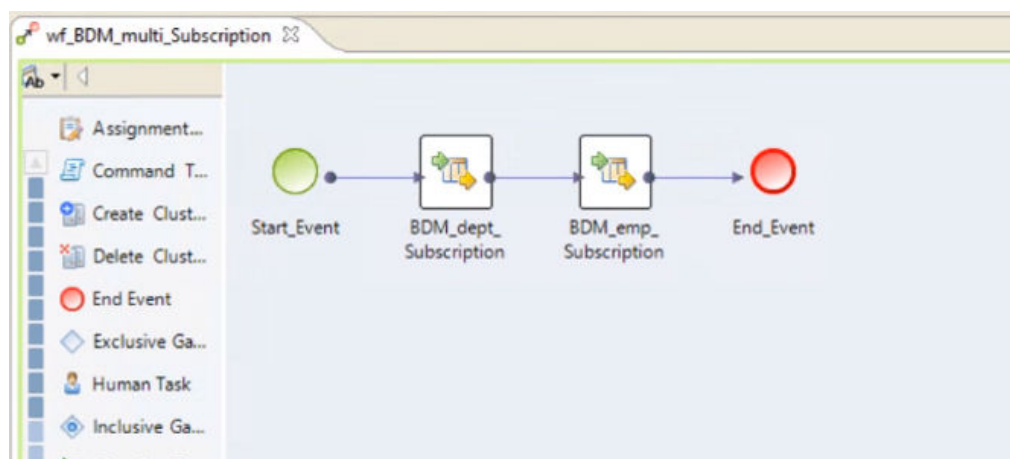 wf_BDM_multi_Subscription
Ab
Assignment...
Command T...
Create Clust...
Delete Clust...
End Event
Exclusive Ga...
Human Task
Inclusive Ga...
Start_Event
BDM_dept_
Subscription
BDM_emp_
Subscription
End_Event